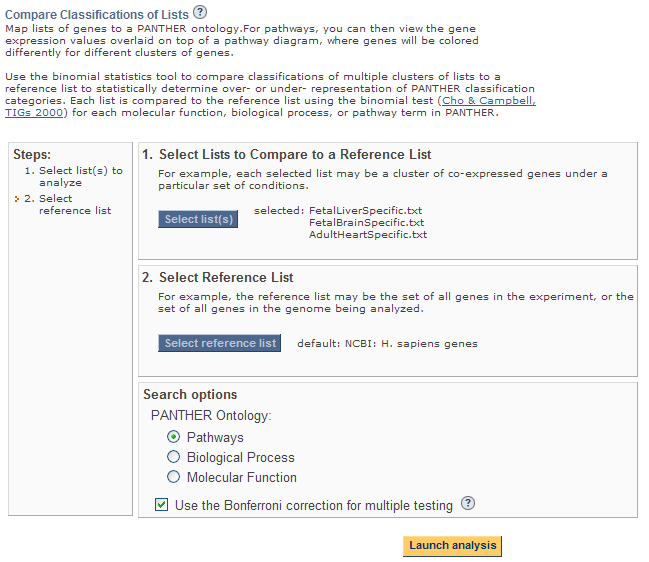 Compare Classifications of Lists ?
Map lists of genes to a PANTHER ontology.For pathways, you can then view the gene
expression values overlaid on top of a pathway diagram, where genes will be colored
differently for different clusters of genes.
Use the binomial statistics tool to compare classifications of multiple clusters of lists to a
reference list to statistically determine over- or under- representation of PANTHER classification
categories. Each list is compared to the reference list using the binomial test (Cho & Campbell,
TIGs 2000) for each molecular function, biological process, or pathway term in PANTHER.
Steps:
1. Select list(s) to
analyze
2. Select
reference list
1. Select Lists to Compare to a Reference List
For example, each selected list may be a cluster of co-expressed genes under a
particular set of conditions.
Select list(s)
selected: FetalLiverSpecific.txt
FetalBrainSpecific.txt
AdultHeartSpecific.txt
2. Select Reference List
For example, the reference list may be the set of all genes in the experiment, or the
set of all genes in the genome being analyzed.
Select reference list
default: NCBI: H. sapiens genes
Search options
PANTHER Ontology:
Pathways
Biological Process
Molecular Function
Use the Bonferroni correction for multiple testing ?
Launch analysis